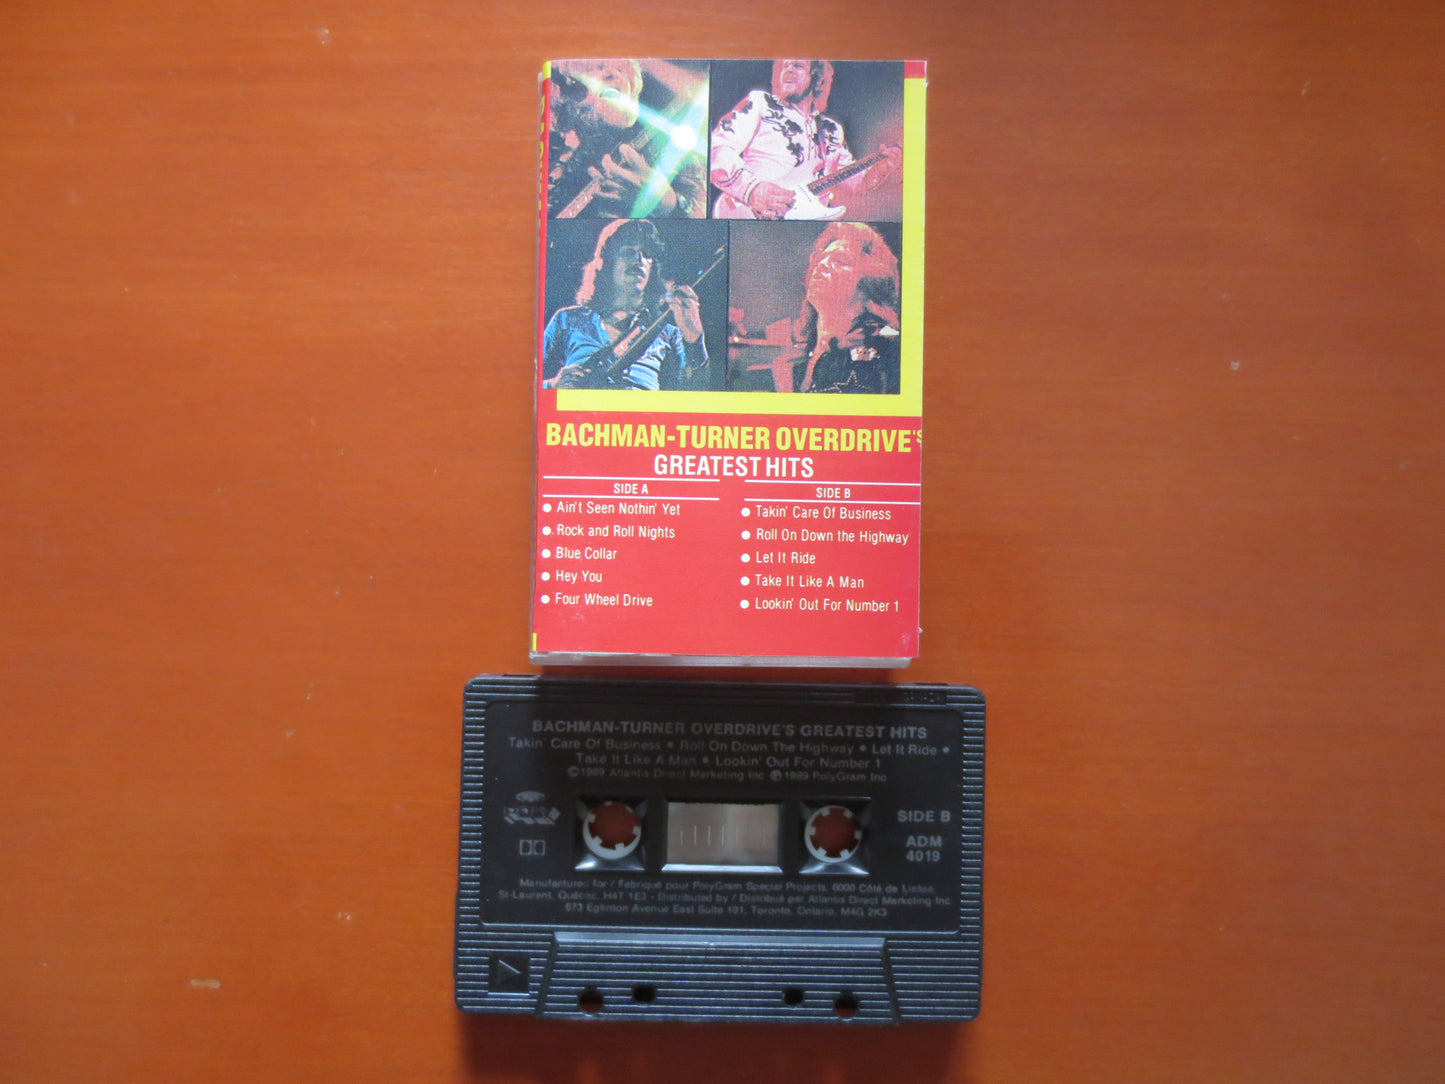 BACHMAN-TURNER OVERDRIVE'S
GREATEST HITS
SIDE A
Ain't Seen Nothin' Yet
Rock and Roll Nights
Blue Collar
Hey You
Four Wheel Drive
SIDE B
Takin' Care Of Business
Roll On Down the Highway
Let It Ride
Take It Like A Man
Lookin' Out For Number 1
BACHMAN-TURNER OVERDRIVE'S GREATEST HITS
Takin' Care Of Business • Roll On Down The Highway • Let It Ride •
Take It Like A Man • Lookin' Out For Number 1
©1989 Atlantis Direct Marketing Inc ℗ 1989 PolyGram Inc
SIDE B
ADM
4019
Manufactured for / Fabriqué pour PolyGram Special Projects, 6000 Côte de Liesse,
St-Laurent, Québec, H4T 1E3 - Distributed by / Distribué par Atlantis Direct Marketing Inc
673 Eglinton Avenue East Suite 101, Toronto, Ontario, M4G 2K3